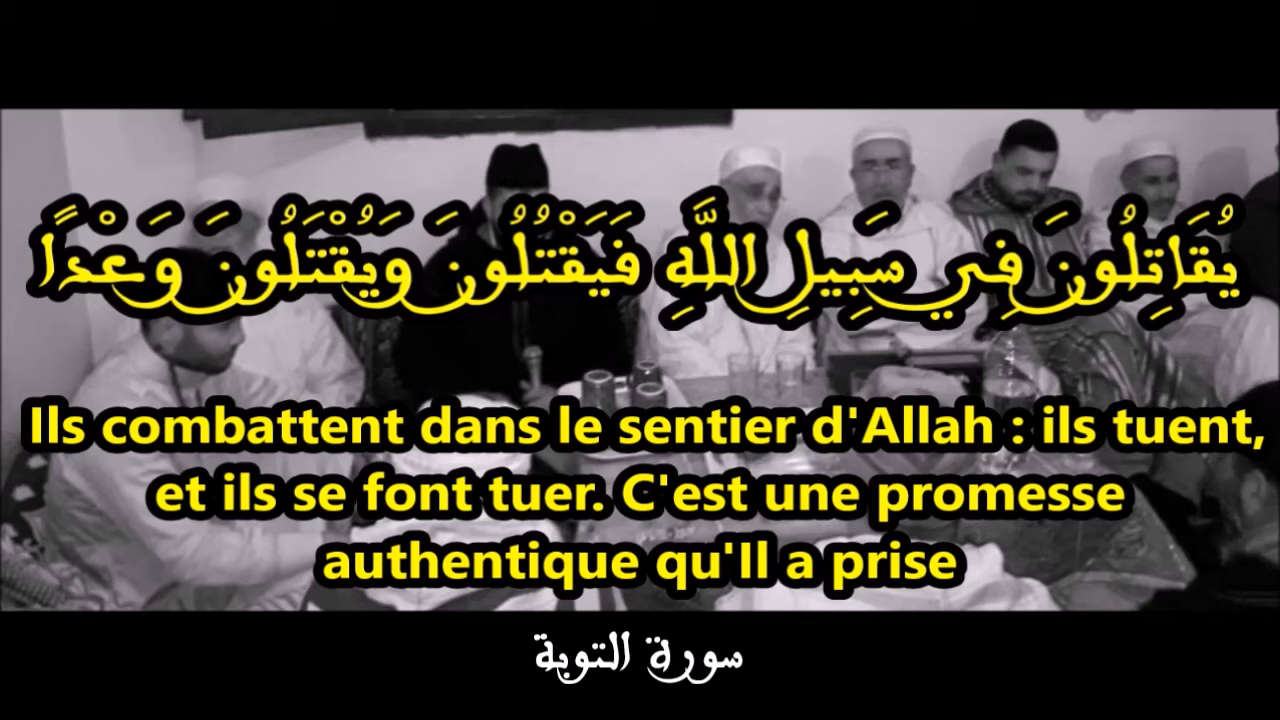 يُقَاتِلُونَ فِي سَبِيلِ اللَّهِ فَيَقْتُلُونَ وَيُقْتَلُونَ وَعْدًا
Ils combattent dans le sentier d'Allah : ils tuent,
et ils se font tuer. C'est une promesse
authentique qu'Il a prise
سورة التوبة